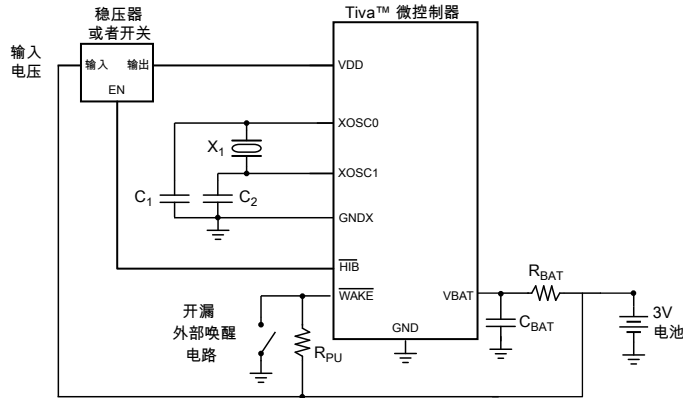 稳压器
或者开关
Tiva™ 微控制器
输入
电压
输入 输出
EN
VDD
XOSC0
X1
XOSC1
C1
C2
GNDX
HIB
WAKE
开漏
外部唤醒
电路
RPU
GND
VBAT
RBAT
CBAT
3V
电池